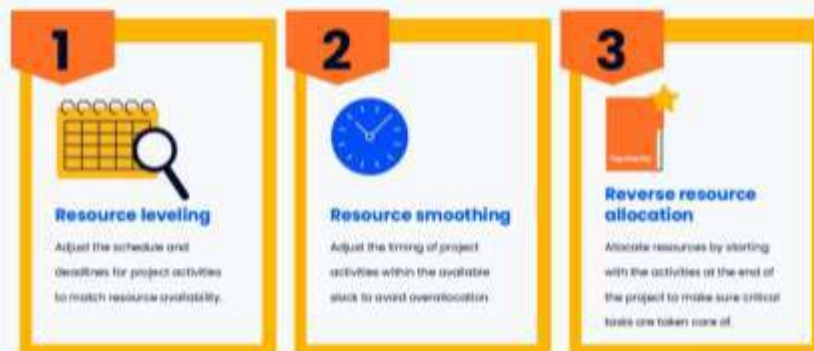 1
Resource leveling
Adjust the schedule and
deadlines for project activities
to match resource availability.
2
Resource smoothing
Adjust the timing of project
activities within the available
slack to avoid overallocation.
3
Reverse resource
allocation
Allocate resources by starting
with the activities at the end of
the project to make sure critical
tasks are taken care of.